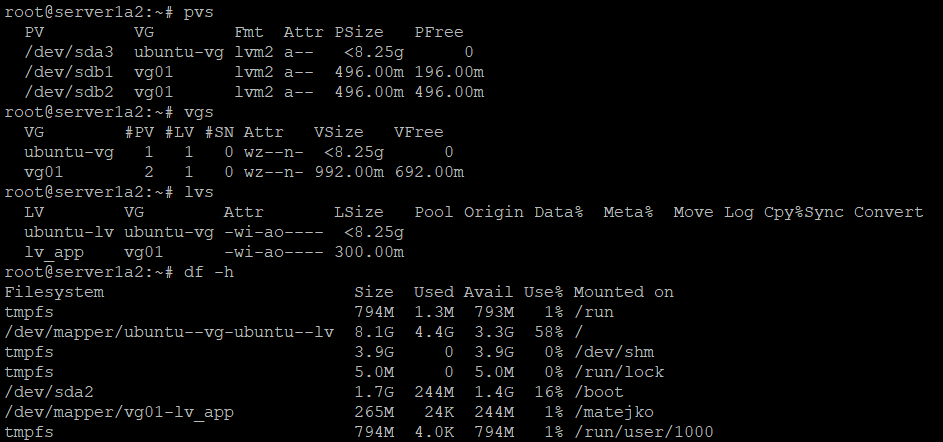 root@server1a2:~# pvs
  PV         VG        Fmt  Attr PSize   PFree
  /dev/sda3  ubuntu-vg lvm2 a--   <8.25g      0
  /dev/sdb1  vg01      lvm2 a--  496.00m 196.00m
  /dev/sdb2  vg01      lvm2 a--  496.00m 496.00m
root@server1a2:~# vgs
  VG        #PV #LV #SN Attr   VSize   VFree
  ubuntu-vg   1   1   0 wz--n-  <8.25g      0
  vg01        2   1   0 wz--n- 992.00m 692.00m
root@server1a2:~# lvs
  LV        VG        Attr       LSize   Pool Origin Data%  Meta%  Move Log Cpy%Sync Convert
  ubuntu-lv ubuntu-vg -wi-ao----  <8.25g
  lv_app    vg01      -wi-ao---- 300.00m
root@server1a2:~# df -h
Filesystem                         Size  Used Avail Use% Mounted on
tmpfs                              794M  1.3M  793M   1% /run
/dev/mapper/ubuntu--vg-ubuntu--lv  8.1G  4.4G  3.3G  58% /
tmpfs                              3.9G     0  3.9G   0% /dev/shm
tmpfs                              5.0M     0  5.0M   0% /run/lock
/dev/sda2                          1.7G  244M  1.4G  16% /boot
/dev/mapper/vg01-lv_app            265M   24K  244M   1% /matejko
tmpfs                              794M  4.0K  794M   1% /run/user/1000